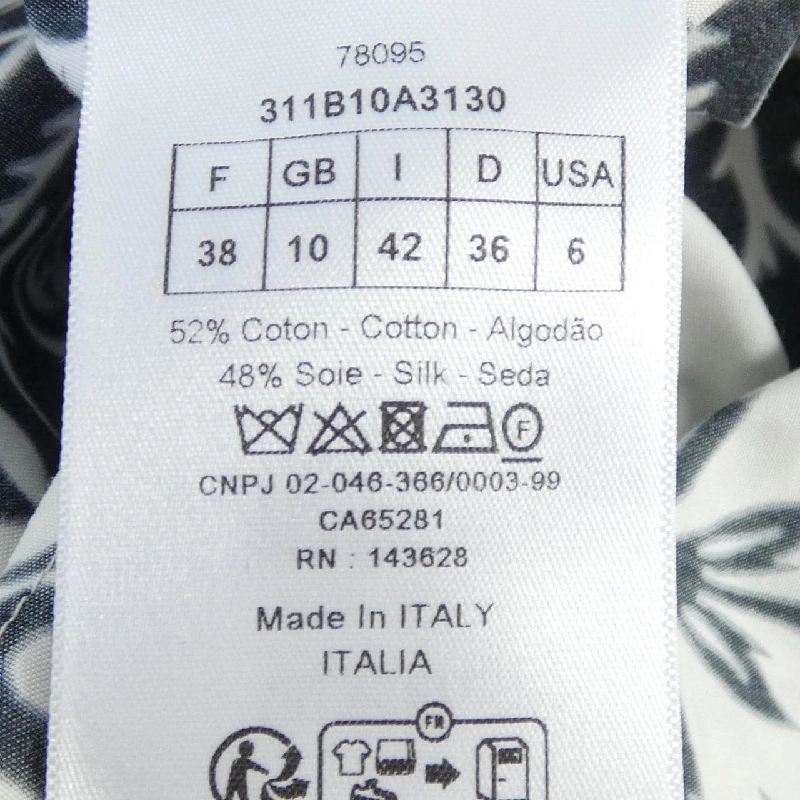 78095
311B10A3130
F GB I D USA
38 10 42 36 6
52% Coton - Cotton - Algodão
48% Soie - Silk - Seda
F
CNPJ 02-046-366/0003-99
CA65281
RN : 143628
Made In ITALY
ITALIA
FR